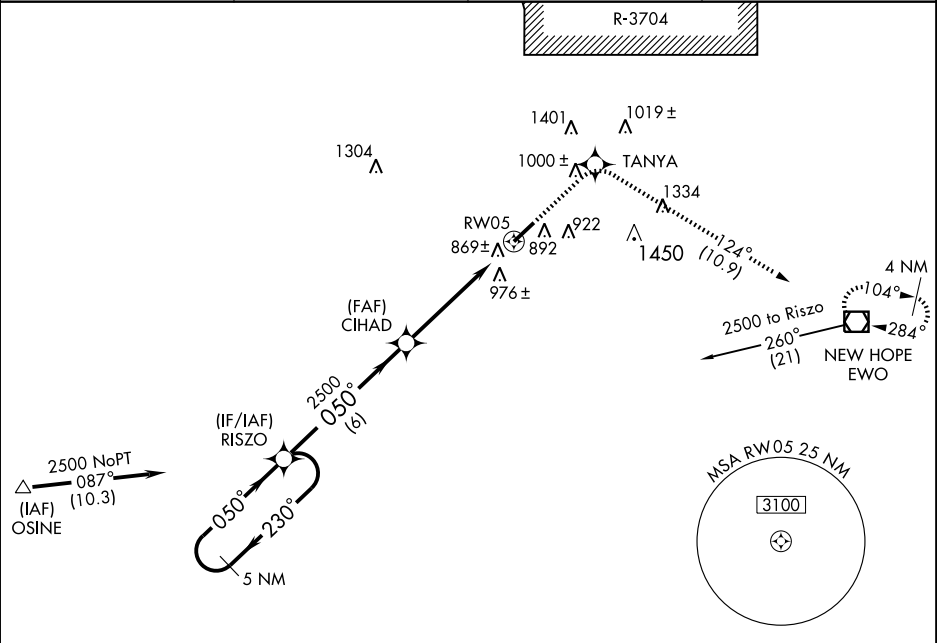 R-3704
1401
1019 ±
1304
1000 ±
TANYA
1334
RW05
869±
892
922
1450
124°
(10.9)
976 ±
4 NM
104°
284°
(FAF)
CIHAD
2500 to Riszo
260°
(21)
NEW HOPE
EWO
2500
050°
(6)
(IF/IAF)
RISZO
2500 NoPT
087°
(10.3)
(IAF)
OSINE
050°
230°
5 NM
MSA RW05 25 NM
3100